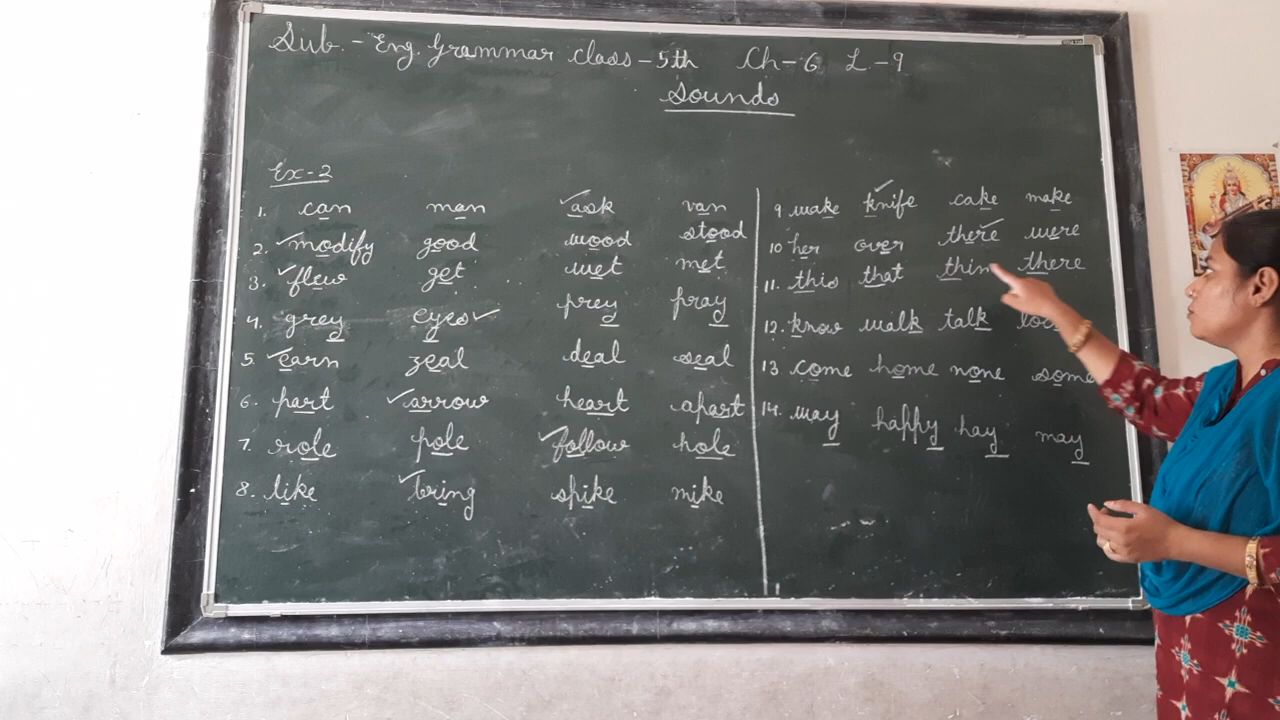 Sub. - Eng. Grammar Class - 5th Ch - 6 L - 9
Sounds
Ex-2
1. can man ✓ask van
2. ✓modify good wood stood
3. ✓flew get wet met
4. grey eyes✓ prey pray
5. ✓earn zeal deal seal
6. part ✓arrow heart apart
7. role pole ✓follow hole
8. like ✓bring spike mike
9 wake ✓knife cake make
10 her over there✓ were
11. this that thin there
12. know walk talk
13 come home none some
14. way happy hay may